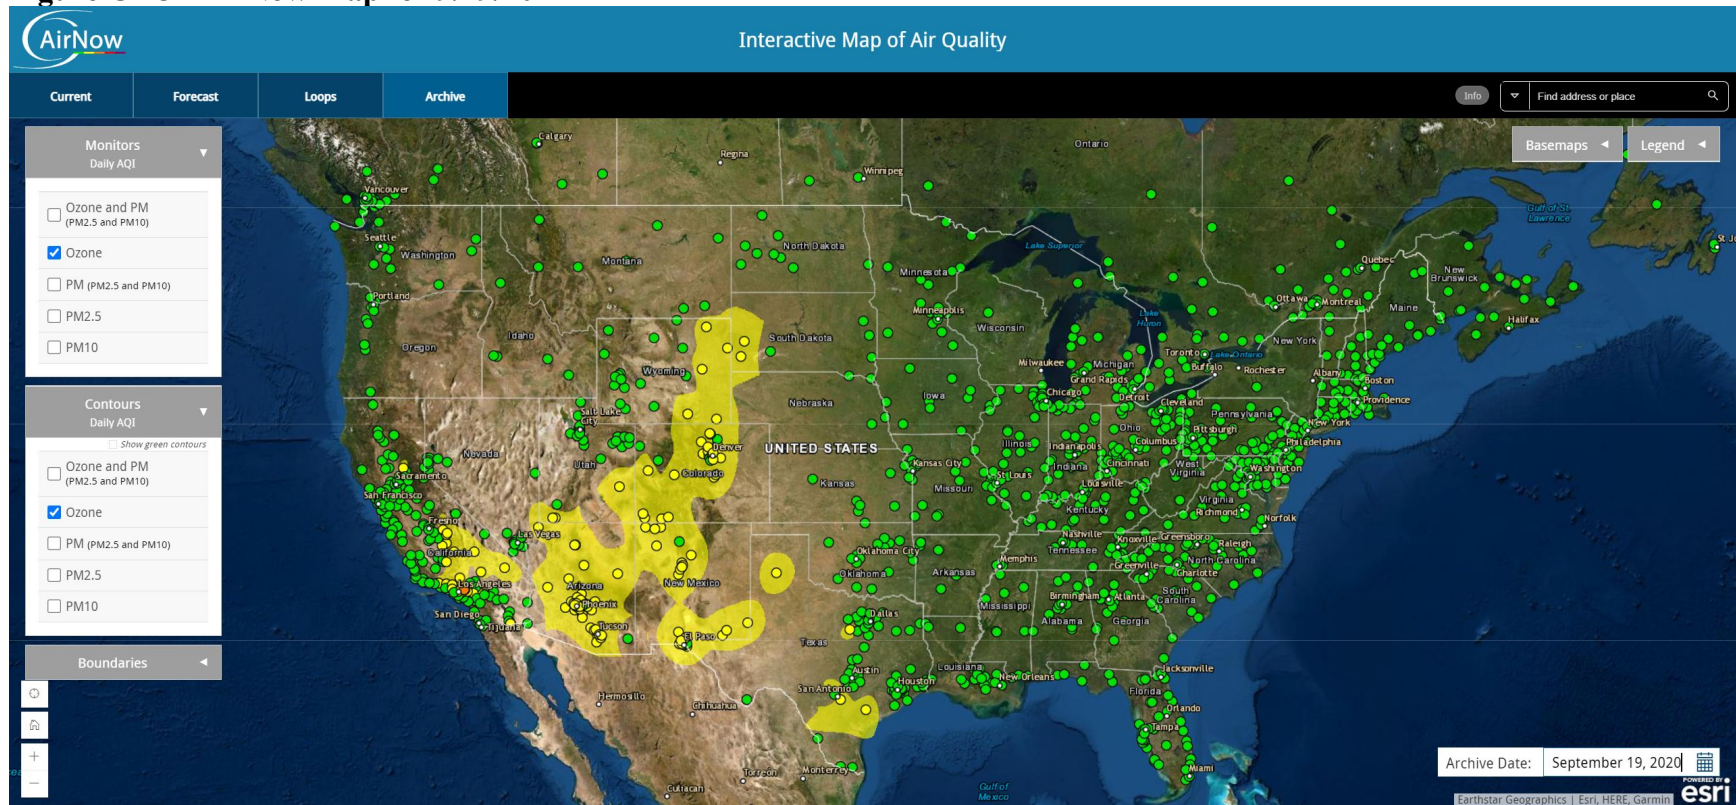 AirNow
Interactive Map of Air Quality
Current
Forecast
Loops
Archive
Info
Find address or place
Monitors
Daily AQI
Ozone and PM
(PM2.5 and PM10)
Ozone
PM (PM2.5 and PM10)
PM2.5
PM10
Contours
Daily AQI
Show green contours
Ozone and PM
(PM2.5 and PM10)
Ozone
PM (PM2.5 and PM10)
PM2.5
PM10
Boundaries
Basemaps
Legend
Calgary
Regina
Winnipeg
Ontario
Vancouver
Gulf of St.
Lawrence
St Jo
Seattle
Washington
Montana
North Dakota
Minnesota
Lake Superior
Quebec
New
Brunswick
Portland
Minneapolis
Ottawa
Montreal
Maine
Halifax
Oregon
Idaho
South Dakota
Wisconsin
Lake
Huron
New York
Wyoming
Milwaukee
Michigan
Toronto
Lake Ontario
Buffalo
Rochester
Albany
Boston
Grand Rapids
Chicago
Detroit
Cleveland
Providence
Salt Lake
City
Nebraska
Iowa
Pennsylvania
New York
Nevada
Utah
Denver
Colorado
UNITED STATES
Illinois
Indianapolis
Ohio
Columbus
Pittsburgh
Philadelphia
Sacramento
San Francisco
Kansas
Kansas City
Missouri
St Louis
Indiana
Cincinnati
West
Virginia
Washington
Louisville
Kentucky
Virginia
Richmond
Norfolk
Fresno
California
Las Vegas
Oklahoma City
Oklahoma
Arkansas
Memphis
Nashville
Tennessee
Knoxville
Greensboro
Raleigh
Greenville
North Carolina
Charlotte
Los Angeles
Arizona
Phoenix
New Mexico
San Diego
Tijuana
Tucson
El Paso
Dallas
Texas
Mississippi
Birmingham
Alabama
Atlanta
Georgia
South
Carolina
Austin
San Antonio
Houston
Louisiana
New Orleans
Jacksonville
Florida
Orlando
Tampa
Miami
Hermosillo
Chihuahua
Torreón
Monterrey
Culiacan
Gulf of
Mexico
Archive Date: September 19, 2020
POWERED BY
esri
Earthstar Geographics | Esri, HERE, Garmin